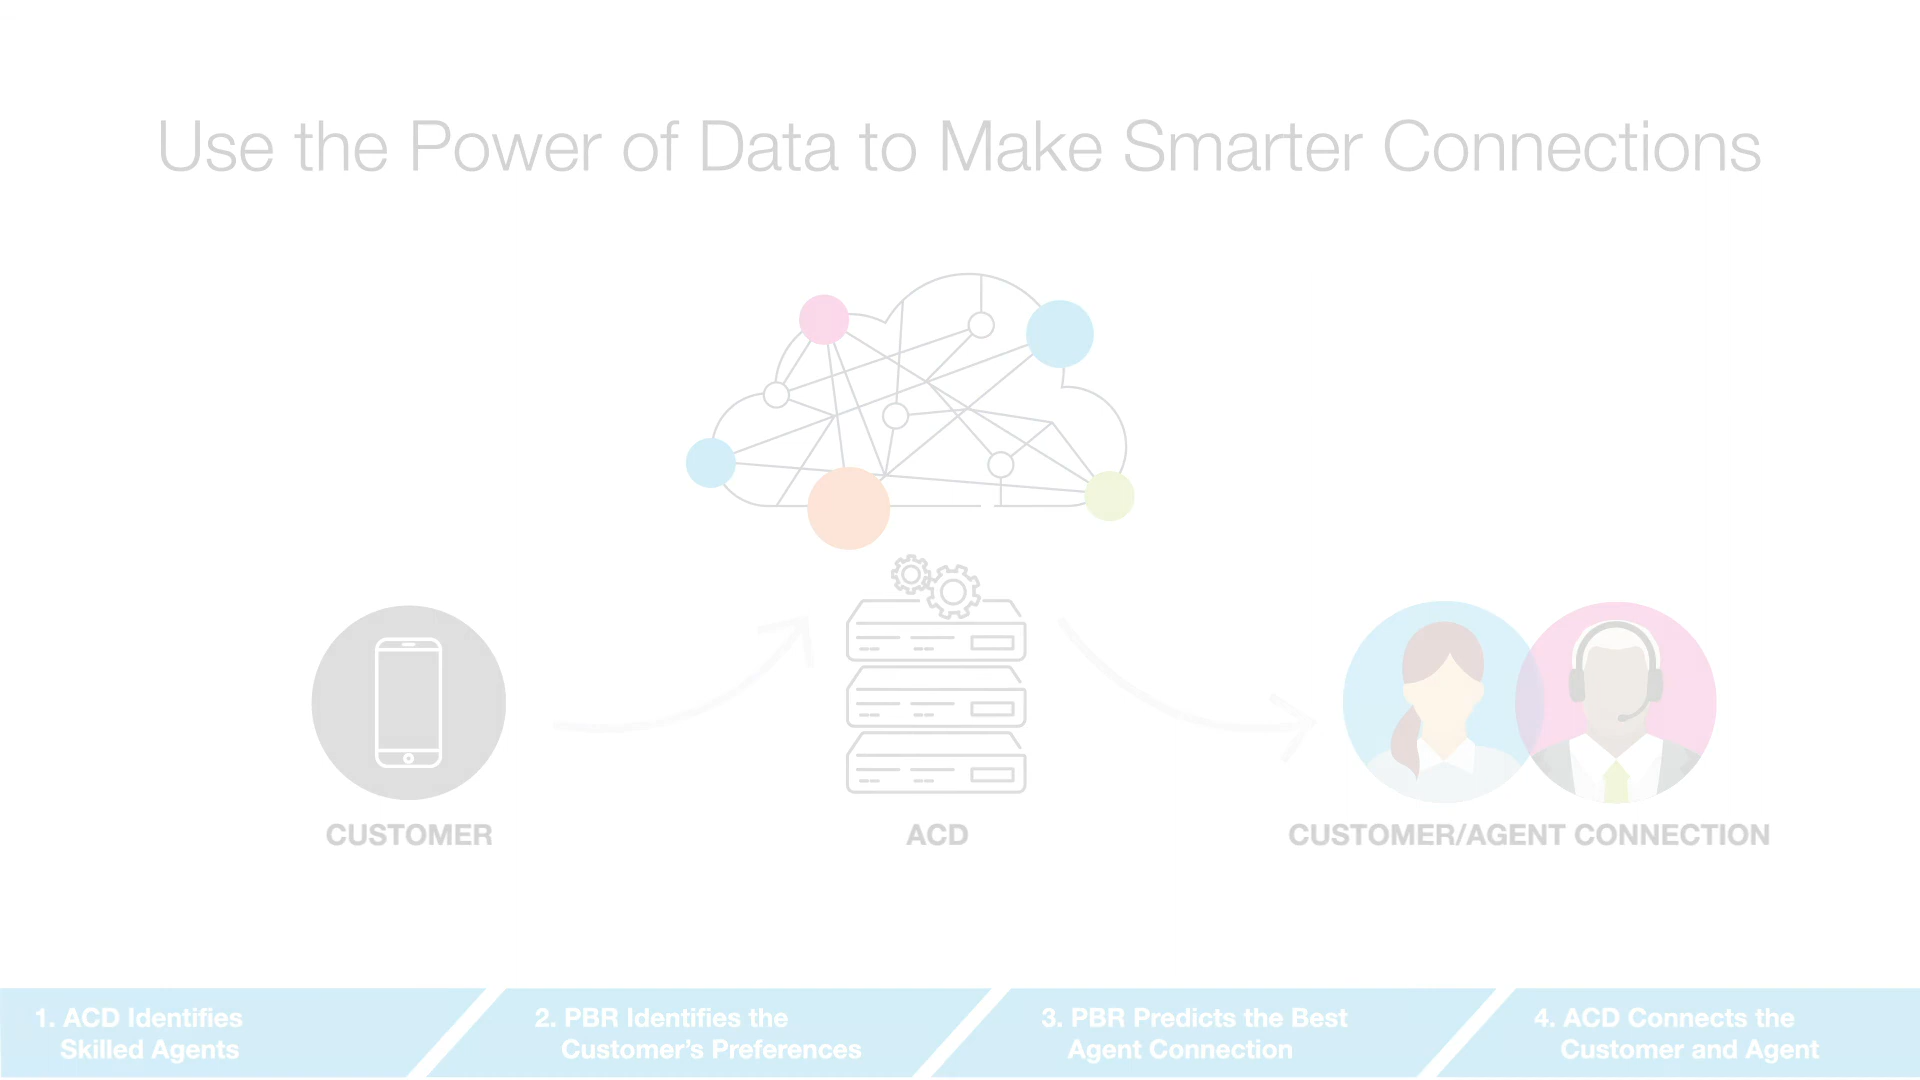 Use the Power of Data to Make Smarter Connections
CUSTOMER
ACD
CUSTOMER/AGENT CONNECTION
1. ACD Identifies
Skilled Agents
2. PBR Identifies the
Customer’s Preferences
3. PBR Predicts the Best
Agent Connection
4. ACD Connects the
Customer and Agent